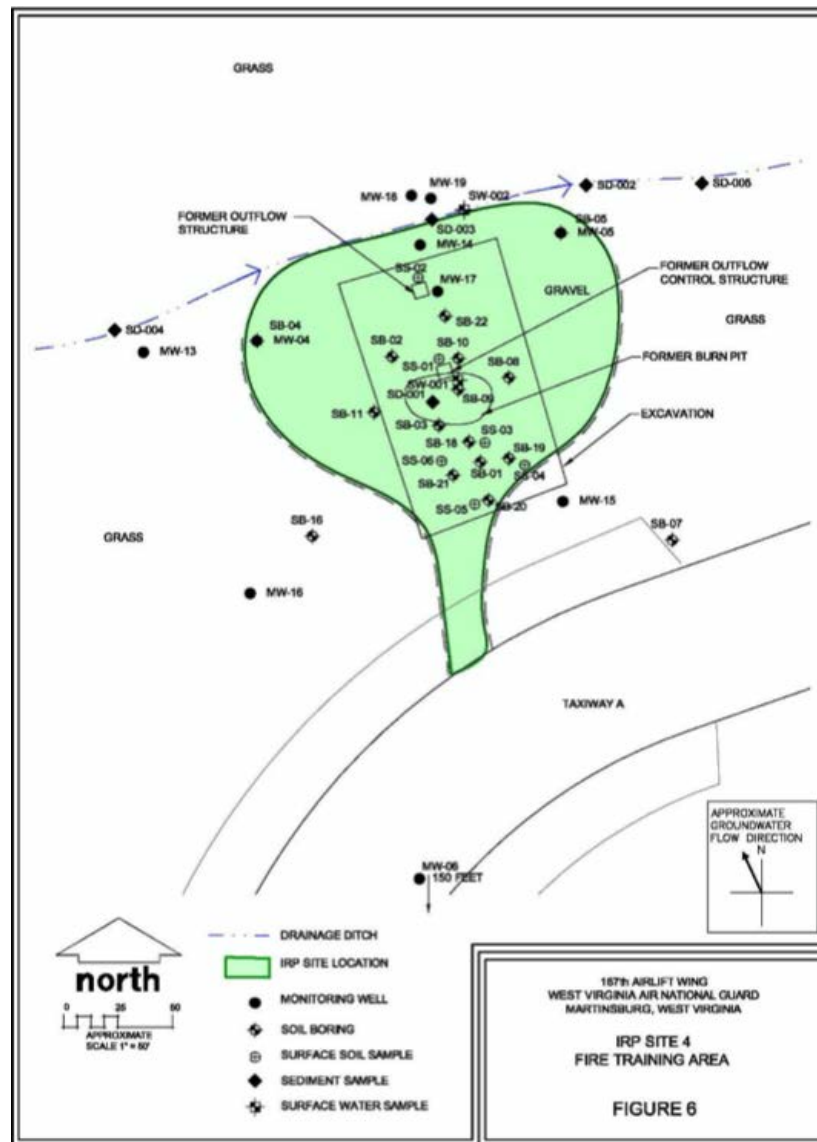 GRASS
MW-19
MW-18
SW-002
SD-002
SD-005
FORMER OUTFLOW
STRUCTURE
SD-003
SB-05
MW-05
MW-14
SS-02
FORMER OUTFLOW
CONTROL STRUCTURE
MW-17
GRAVEL
SB-22
GRASS
SD-004
SB-04
MW-13
MW-04
SB-02
SB-10
SS-01
SB-08
FORMER BURN PIT
SW-001
SD-001
SB-09
SB-11
SB-03
EXCAVATION
SB-18
SS-03
SS-06
SB-19
SB-21
SB-01
SS-04
SS-05
SB-20
MW-15
SB-16
SB-07
GRASS
MW-16
TAXIWAY A
APPROXIMATE
GROUNDWATER
FLOW DIRECTION
N
MW-06
150 FEET
north
0 25 50
APPROXIMATE
SCALE 1" = 50'
DRAINAGE DITCH
IRP SITE LOCATION
MONITORING WELL
SOIL BORING
SURFACE SOIL SAMPLE
SEDIMENT SAMPLE
SURFACE WATER SAMPLE
167th AIRLIFT WING
WEST VIRGINIA AIR NATIONAL GUARD
MARTINSBURG, WEST VIRGINIA
IRP SITE 4
FIRE TRAINING AREA
FIGURE 6